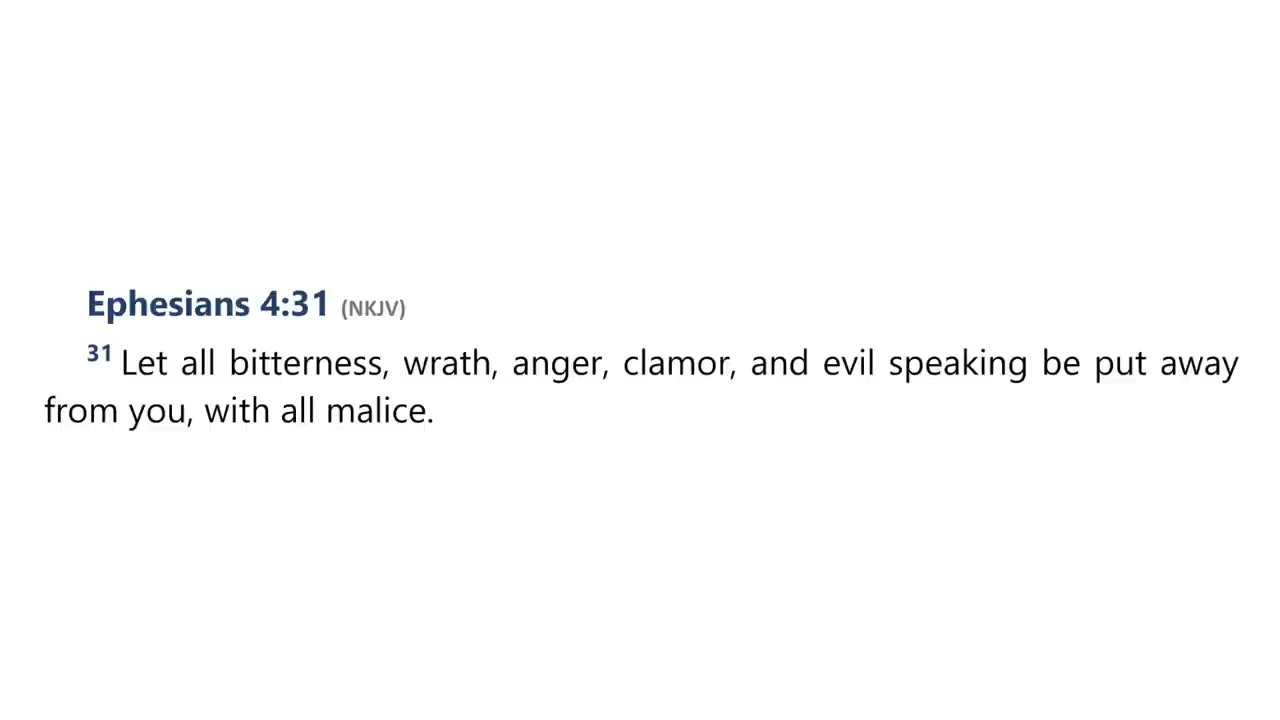 Ephesians 4:31 (NKJV)
31 Let all bitterness, wrath, anger, clamor, and evil speaking be put away
from you, with all malice.